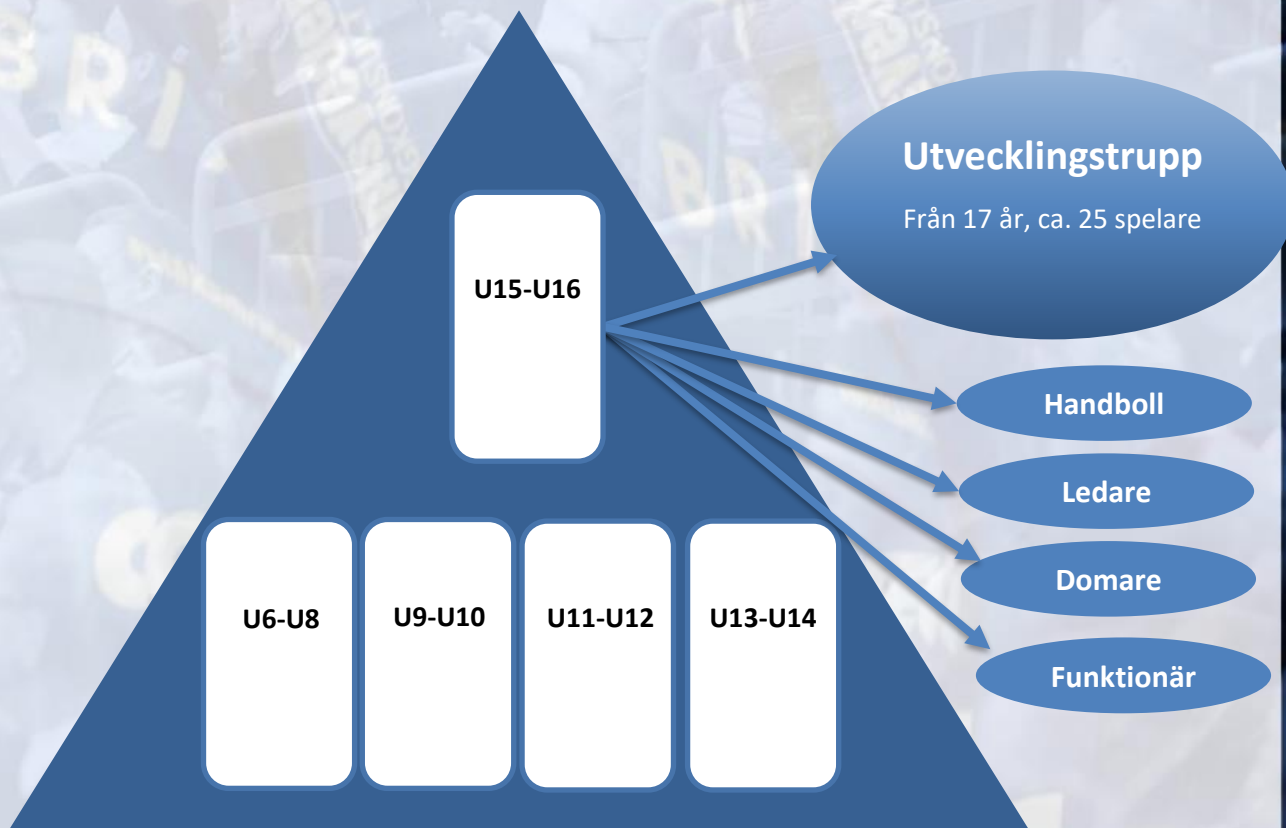 Utvecklingstrupp
Från 17 år, ca. 25 spelare
U15-U16
Handboll
Ledare
Domare
Funktionär
U6-U8
U9-U10
U11-U12
U13-U14